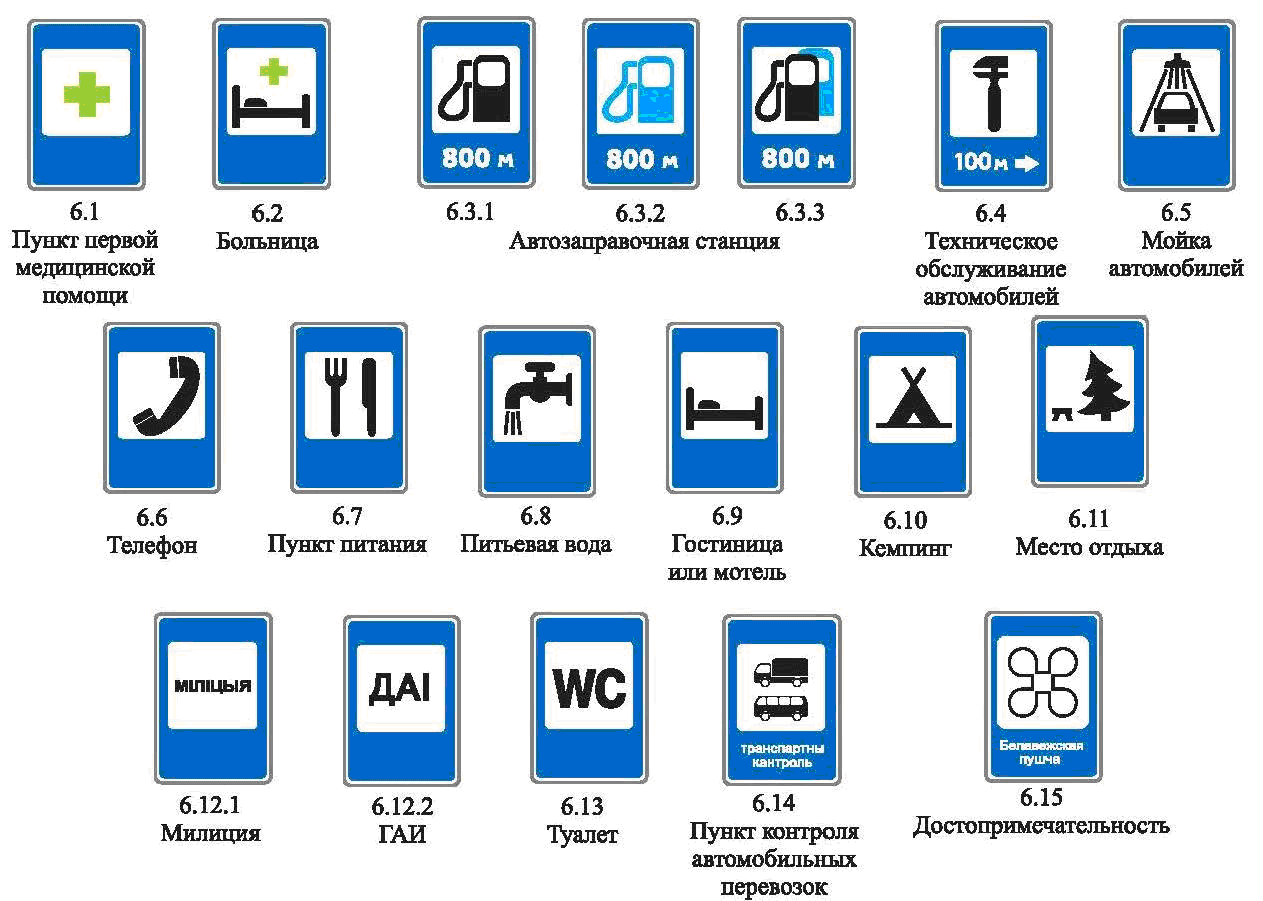 800 м
800 м
800 м
100 м
6.1
6.2
6.3.1
6.3.2
6.3.3
6.4
6.5
Пункт первой
медицинской
помощи
Больница
Автозаправочная станция
Техническое
обслуживание
автомобилей
Мойка
автомобилей
6.6
6.7
6.8
6.9
6.10
6.11
Телефон
Пункт питания
Питьевая вода
Гостиница
или мотель
Кемпинг
Место отдыха
МІЛІЦЫЯ
ДАІ
WC
транспартны
кантроль
Белавежская
пушча
6.12.1
6.12.2
6.13
6.14
6.15
Милиция
ГАИ
Туалет
Пункт контроля
автомобильных
перевозок
Достопримечательность